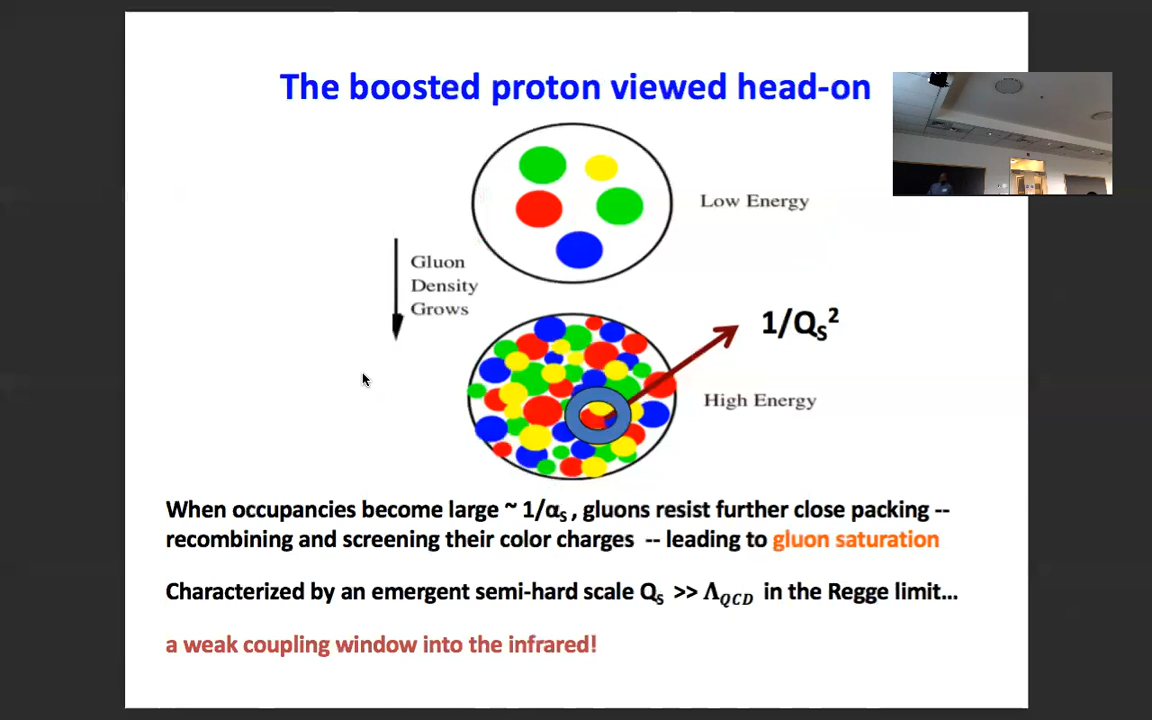 The boosted proton viewed head-on
Low Energy
Gluon
Density
Grows
1/Qs²
High Energy
When occupancies become large ~ 1/αs , gluons resist further close packing --
recombining and screening their color charges -- leading to gluon saturation
Characterized by an emergent semi-hard scale Qs >> ΛQCD in the Regge limit…
a weak coupling window into the infrared!